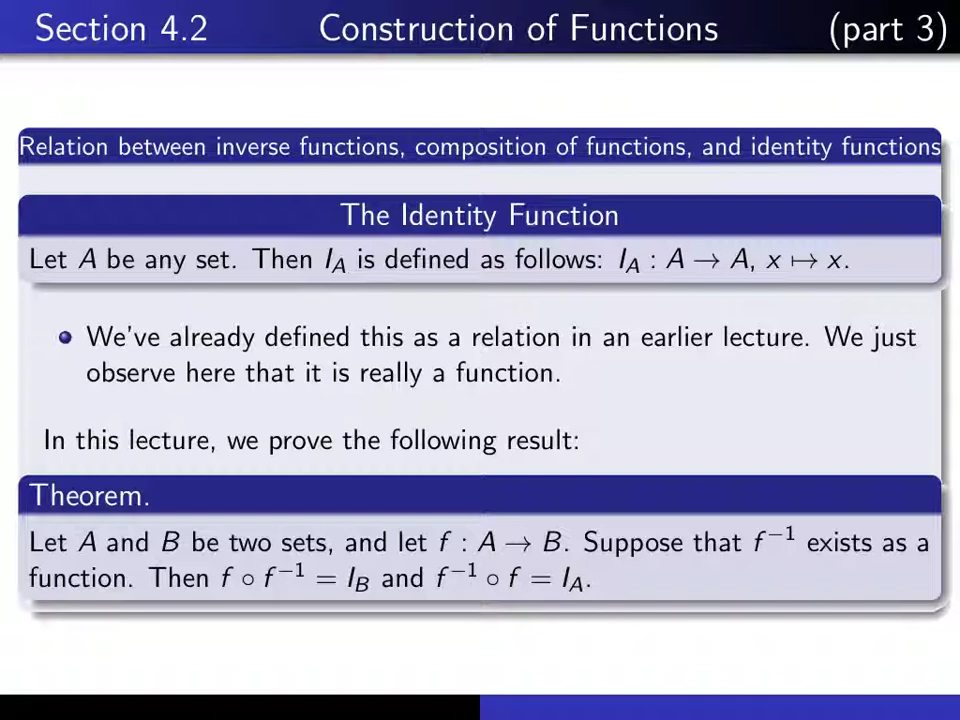 Section 4.2 Construction of Functions (part 3)
Relation between inverse functions, composition of functions, and identity functions
The Identity Function
Let A be any set. Then I_A is defined as follows: I_A : A → A, x ↦ x.
We've already defined this as a relation in an earlier lecture. We just
observe here that it is really a function.
In this lecture, we prove the following result:
Theorem.
Let A and B be two sets, and let f : A → B. Suppose that f⁻¹ exists as a
function. Then f ∘ f⁻¹ = I_B and f⁻¹ ∘ f = I_A.